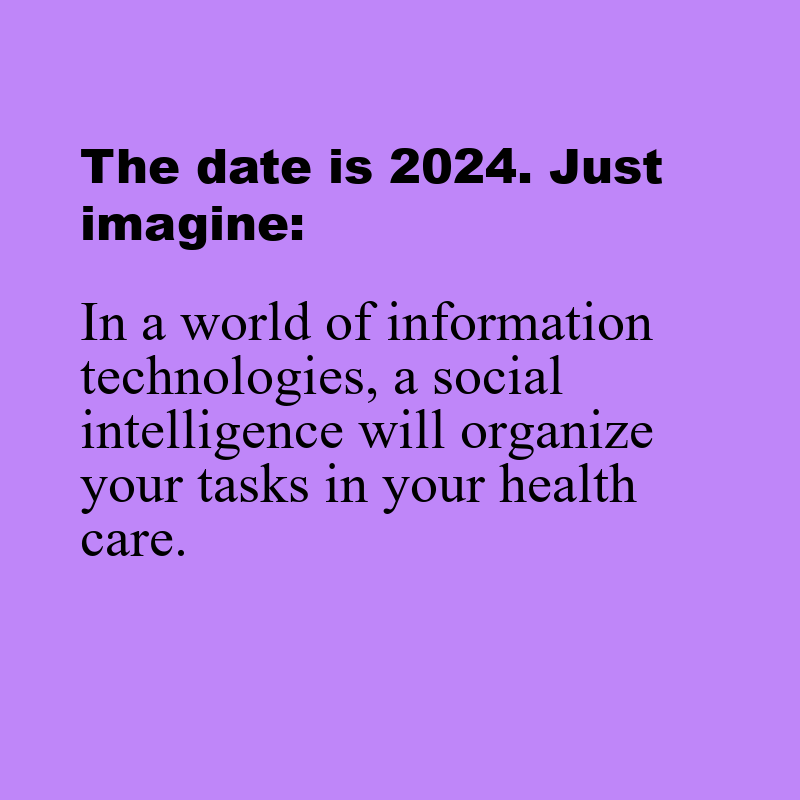 The date is 2024. Just
imagine:
In a world of information
technologies, a social
intelligence will organize
your tasks in your health
care.